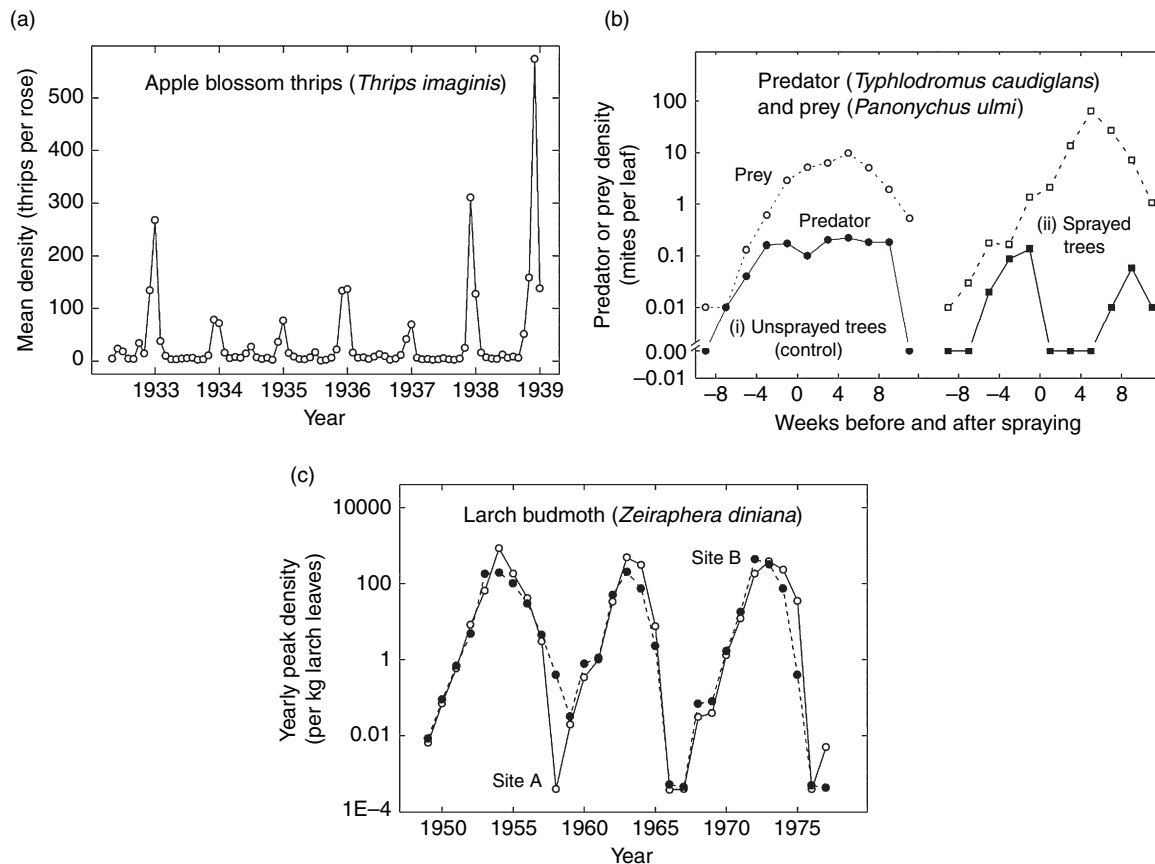 (a)
Mean density (thrips per rose)
500
400
300
200
100
0
Apple blossom thrips (Thrips imaginis)
1933 1934 1935 1936 1937 1938 1939
Year
(b)
Predator or prey density
(mites per leaf)
100
10
1
0.1
0.01
0.00
−0.01
Predator (Typhlodromus caudiglans)
and prey (Panonychus ulmi)
Prey
Predator
(i) Unsprayed trees
(control)
(ii) Sprayed
trees
−8 −4 0 4 8 −8 −4 0 4 8
Weeks before and after spraying
(c)
Yearly peak density
(per kg larch leaves)
10000
100
1
0.01
1E−4
Larch budmoth (Zeiraphera diniana)
Site B
Site A
1950 1955 1960 1965 1970 1975
Year